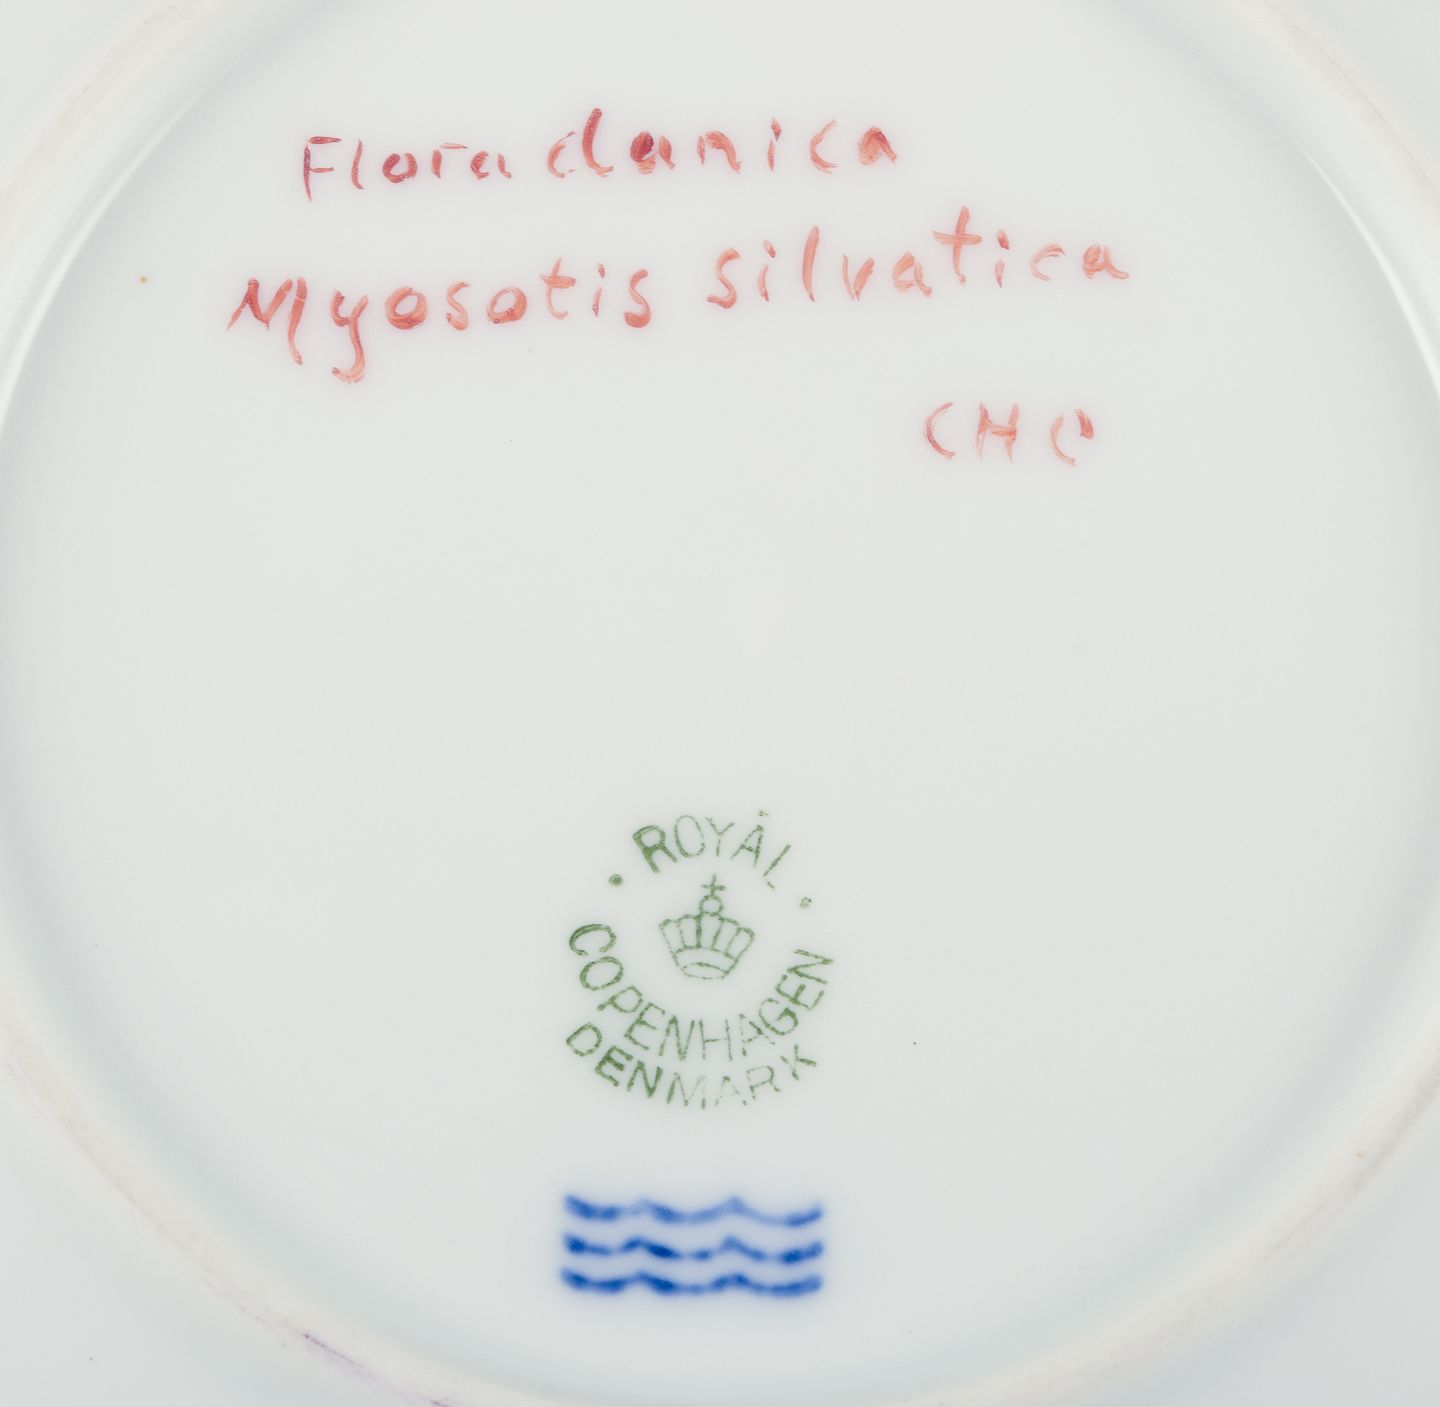 Flora danica
Myosotis silvatica
CHC
ROYAL
COPENHAGEN
DENMARK